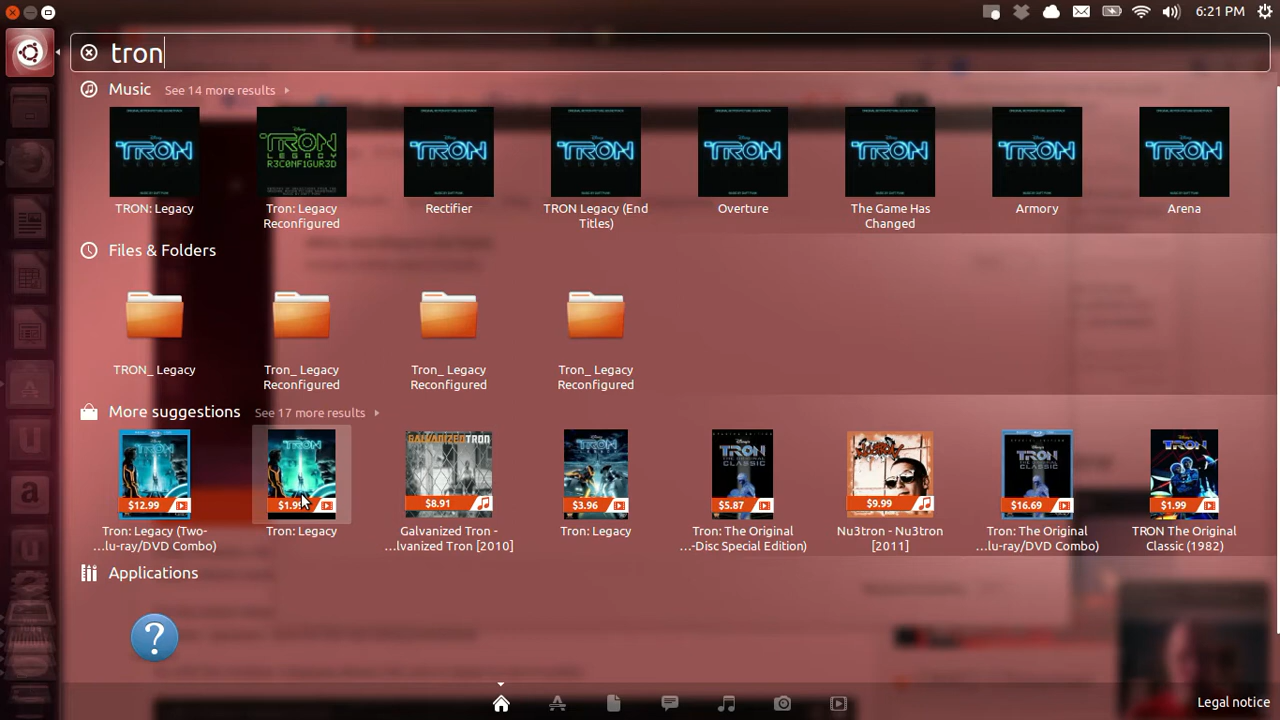 6:21 PM
tron
Music See 14 more results
TRON: Legacy
Tron: Legacy
Reconfigured
Rectifier
TRON Legacy (End
Titles)
Overture
The Game Has
Changed
Armory
Arena
Files & Folders
TRON_ Legacy
Tron_ Legacy
Reconfigured
Tron_ Legacy
Reconfigured
Tron_ Legacy
Reconfigured
More suggestions See 17 more results
$12.99
Tron: Legacy (Two-
...lu-ray/DVD Combo)
Tron: Legacy
$8.91
Galvanized Tron
...lvanized Tron [2010]
$3.96
Tron: Legacy
$5.87
Tron: The Original
...-Disc Special Edition)
$9.99
Nu3tron - Nu3tron
[2011]
$16.69
Tron: The Original
...lu-ray/DVD Combo)
$1.99
TRON The Original
Classic (1982)
Applications
?
Legal notice